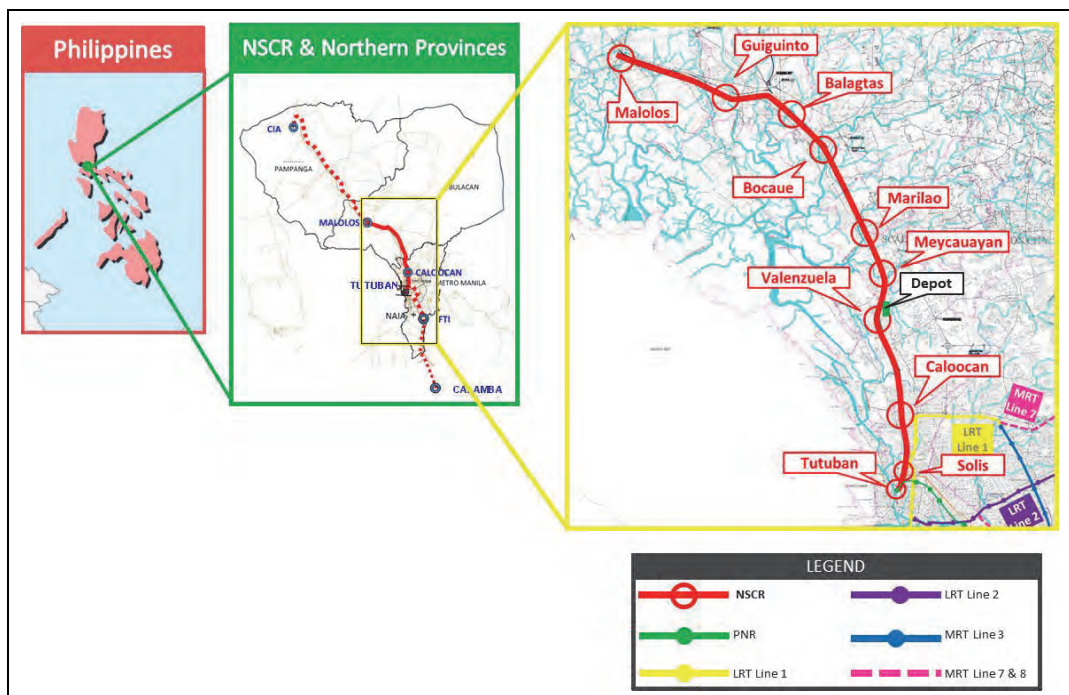 Philippines
NSCR & Northern Provinces
CIA
PAMPANGA
BULACAN
MALOLOS
CALOOCAN
TUTUBAN
METRO MANILA
NAIA
FTI
CALAMBA
Guiguinto
Balagtas
Malolos
Bocaue
Marilao
Meycauayan
Valenzuela
Depot
Caloocan
MRT
Line 7
LRT
Line 1
Tutuban
Solis
LRT
Line 2
LEGEND
NSCR
LRT Line 2
PNR
MRT Line 3
LRT Line 1
MRT Line 7 & 8